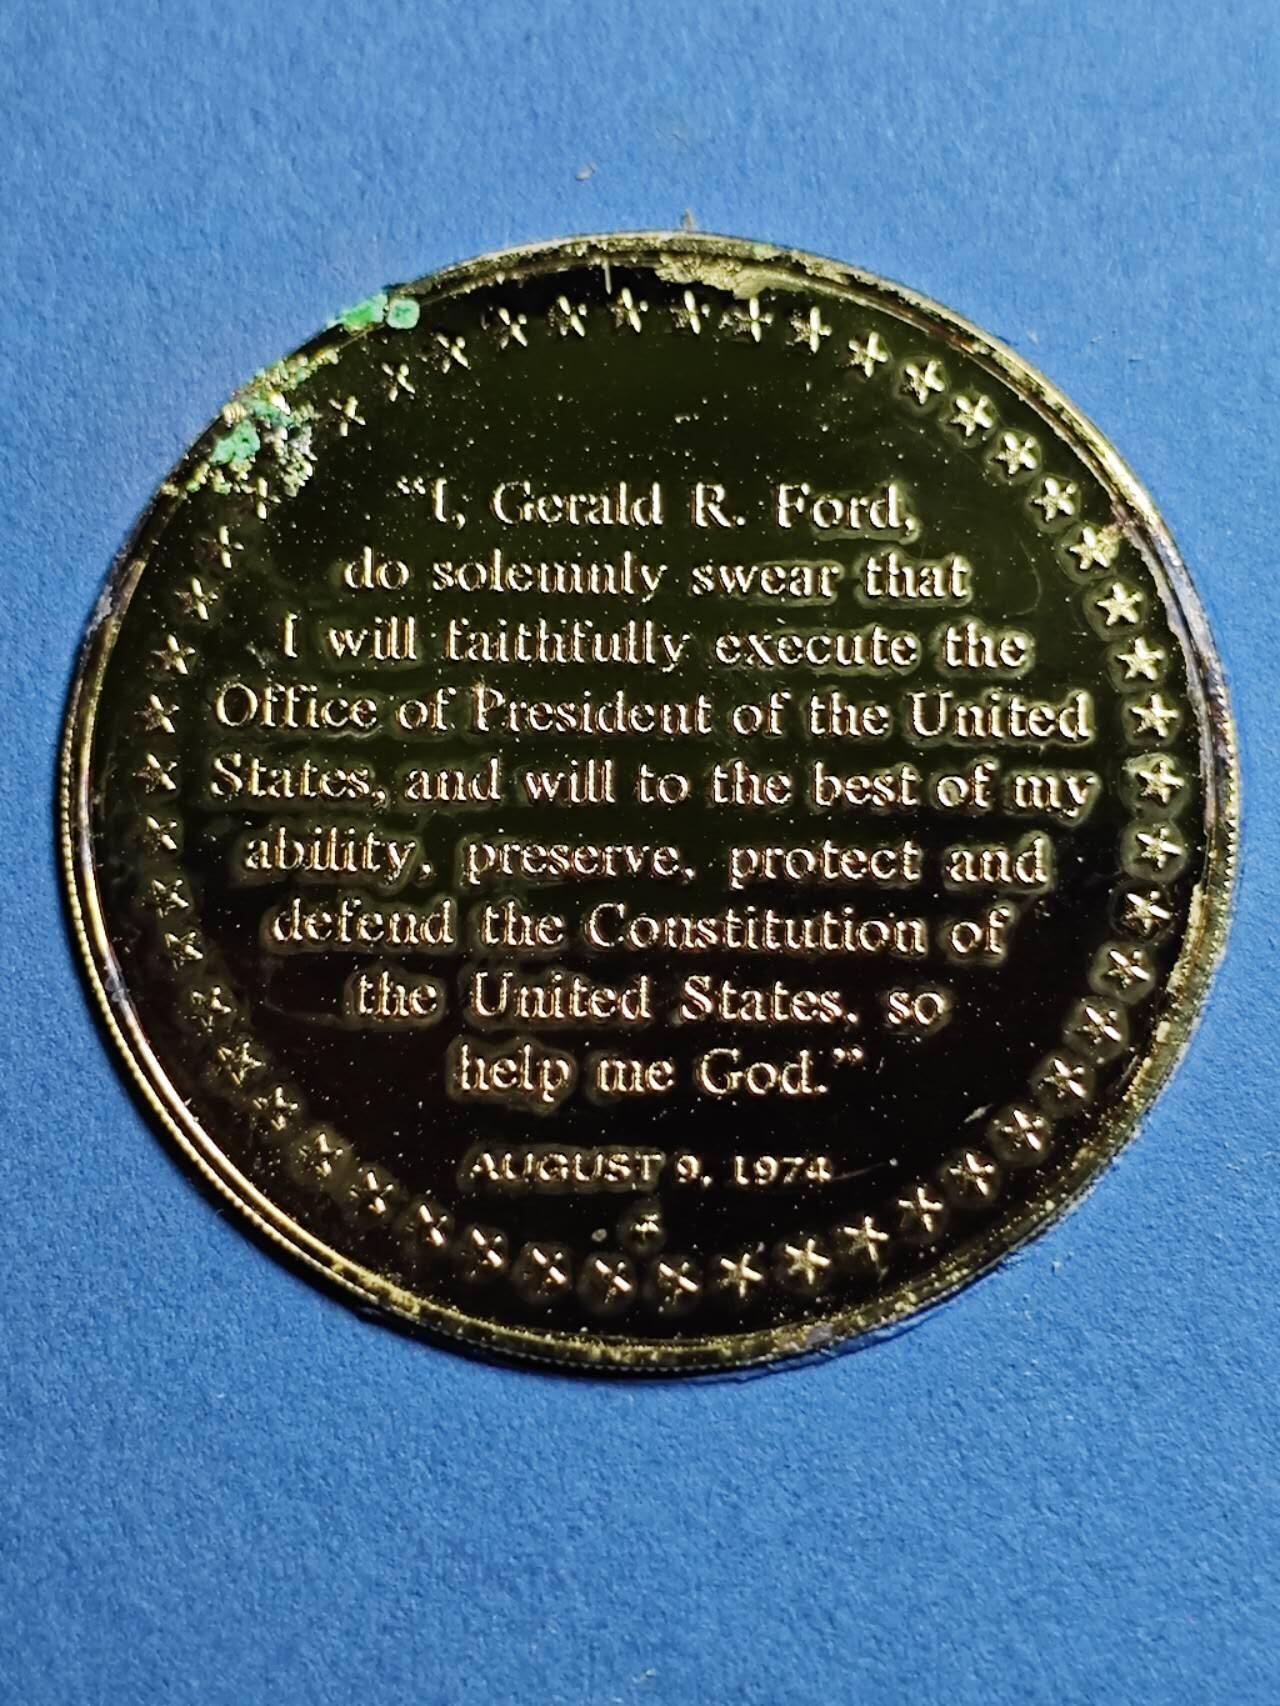 “I, Gerald R. Ford,
do solemnly swear that
I will faithfully execute the
Office of President of the United
States, and will to the best of my
ability, preserve, protect and
defend the Constitution of
the United States, so
help me God.”
AUGUST 9, 1974